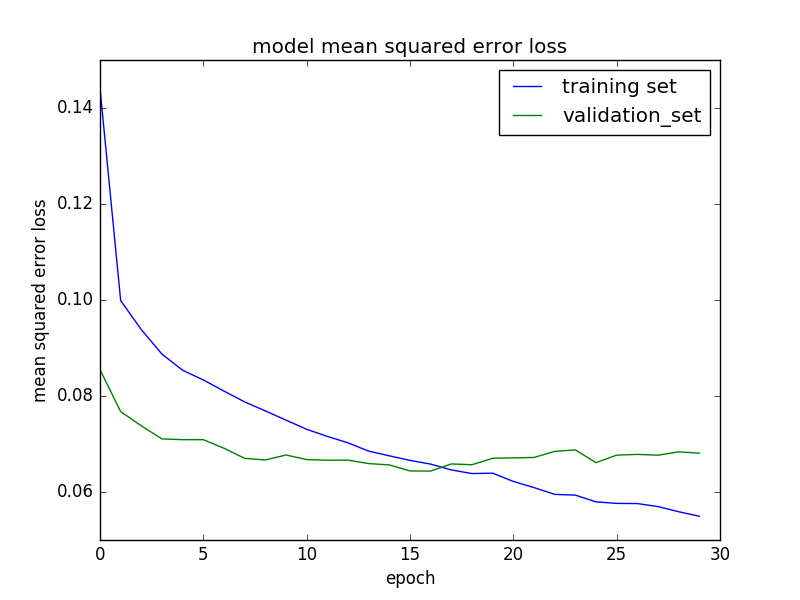 model mean squared error loss
training set
validation_set
mean squared error loss
0.14
0.12
0.10
0.08
0.06
0 5 10 15 20 25 30
epoch